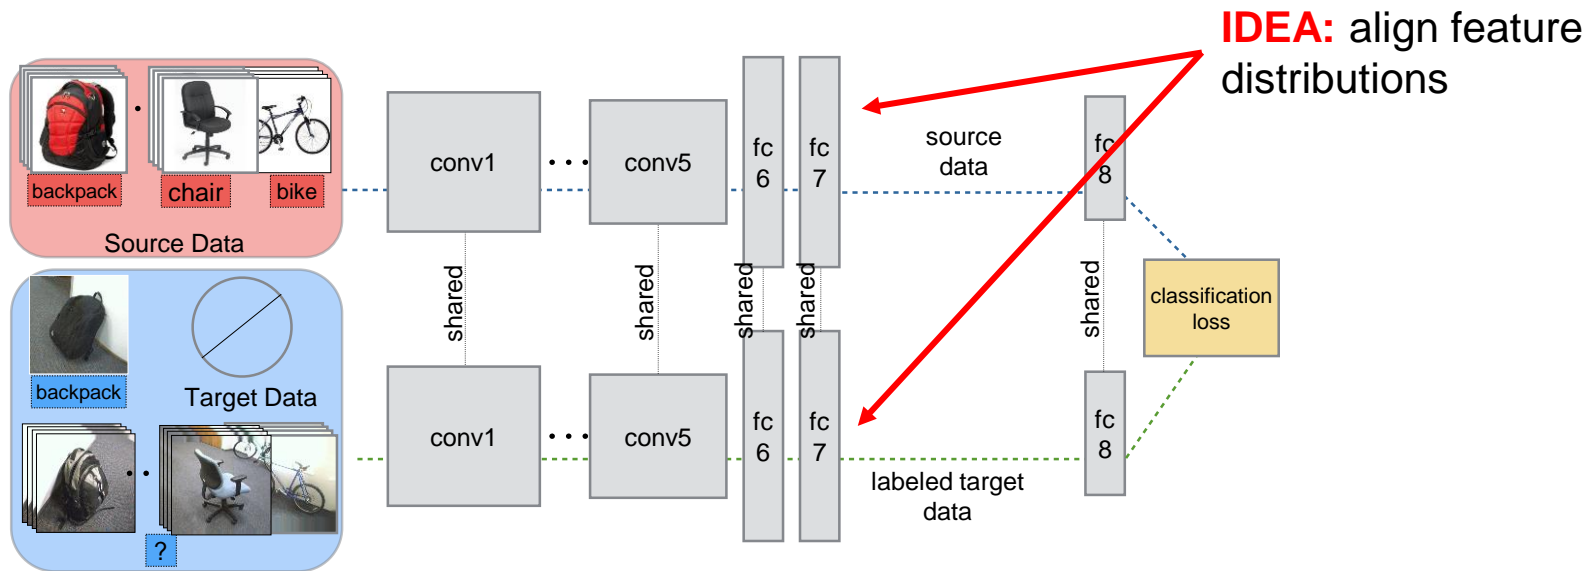 IDEA: align feature
distributions
backpack
chair
bike
Source Data
conv1
conv5
fc
6
fc
7
source
data
fc
8
shared
shared
shared
shared
shared
classification
loss
backpack
Target Data
?
conv1
conv5
fc
6
fc
7
labeled target
data
fc
8